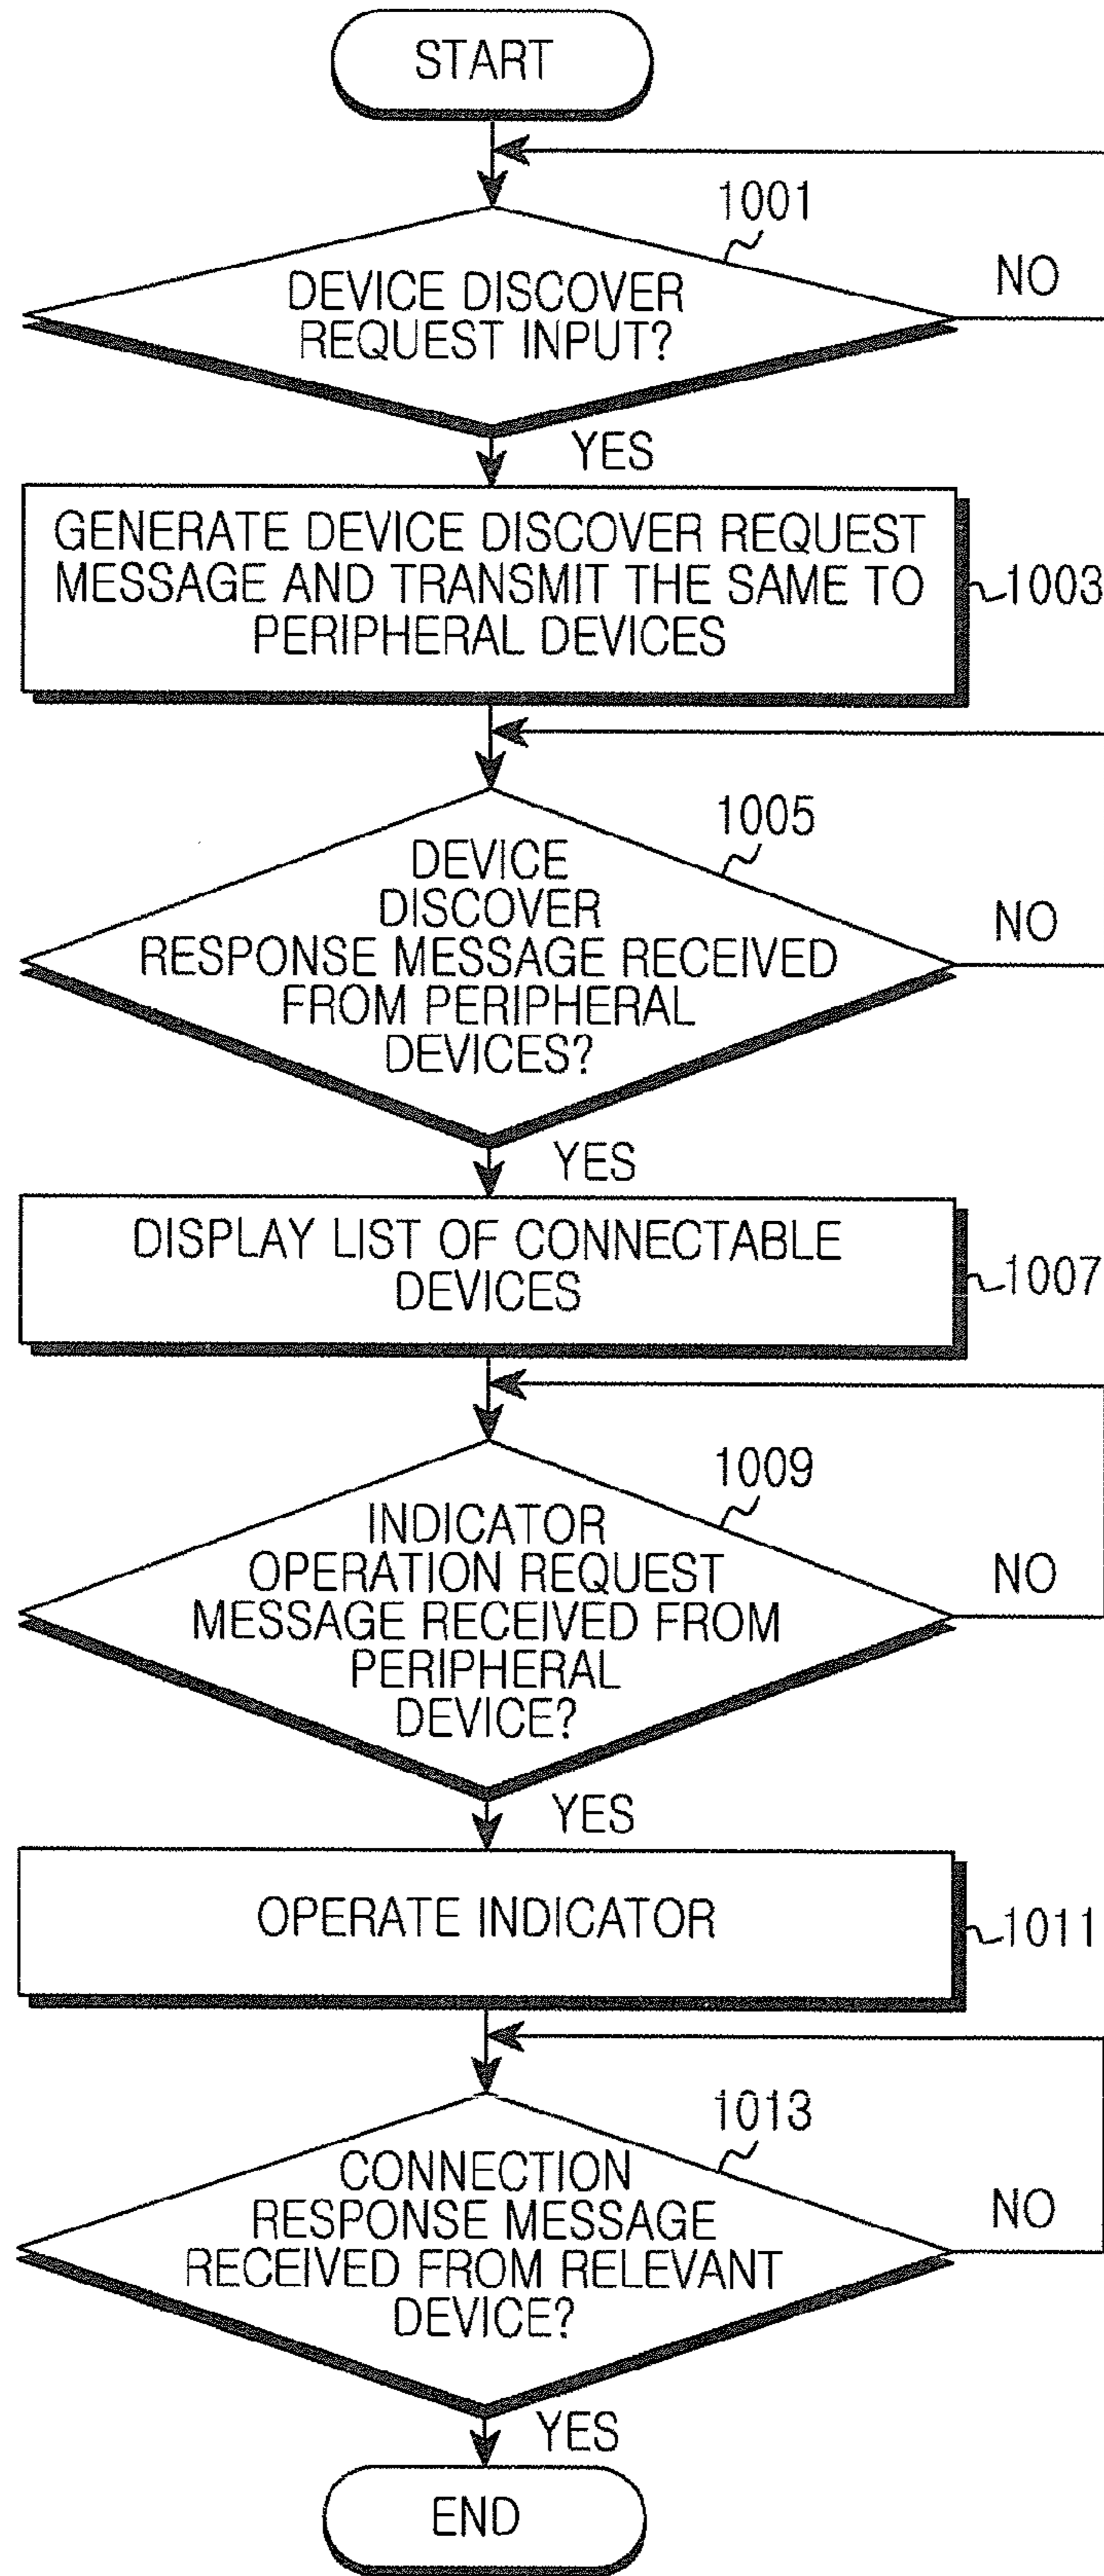 START
1001
DEVICE DISCOVER
REQUEST INPUT?
NO
YES
GENERATE DEVICE DISCOVER REQUEST
MESSAGE AND TRANSMIT THE SAME TO
PERIPHERAL DEVICES
1003
1005
DEVICE
DISCOVER
RESPONSE MESSAGE RECEIVED
FROM PERIPHERAL
DEVICES?
NO
YES
DISPLAY LIST OF CONNECTABLE
DEVICES
1007
1009
INDICATOR
OPERATION REQUEST
MESSAGE RECEIVED FROM
PERIPHERAL
DEVICE?
NO
YES
OPERATE INDICATOR
1011
1013
CONNECTION
RESPONSE MESSAGE
RECEIVED FROM RELEVANT
DEVICE?
NO
YES
END